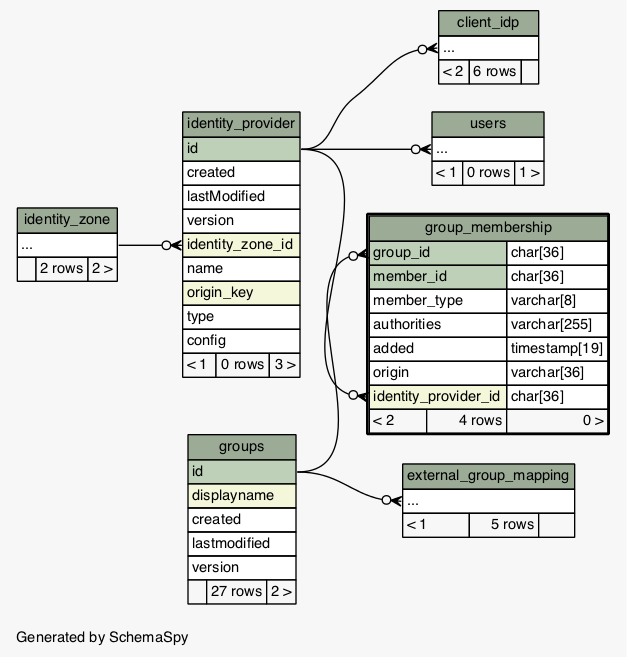 client_idp
...
< 2 6 rows
identity_provider
id
created
lastModified
version
identity_zone_id
name
origin_key
type
config
< 1 0 rows 3 >
users
...
< 1 0 rows 1 >
identity_zone
...
2 rows 2 >
group_membership
group_id char[36]
member_id char[36]
member_type varchar[8]
authorities varchar[255]
added timestamp[19]
origin varchar[36]
identity_provider_id char[36]
< 2 4 rows 0 >
groups
id
displayname
created
lastmodified
version
27 rows 2 >
external_group_mapping
...
< 1 5 rows
Generated by SchemaSpy